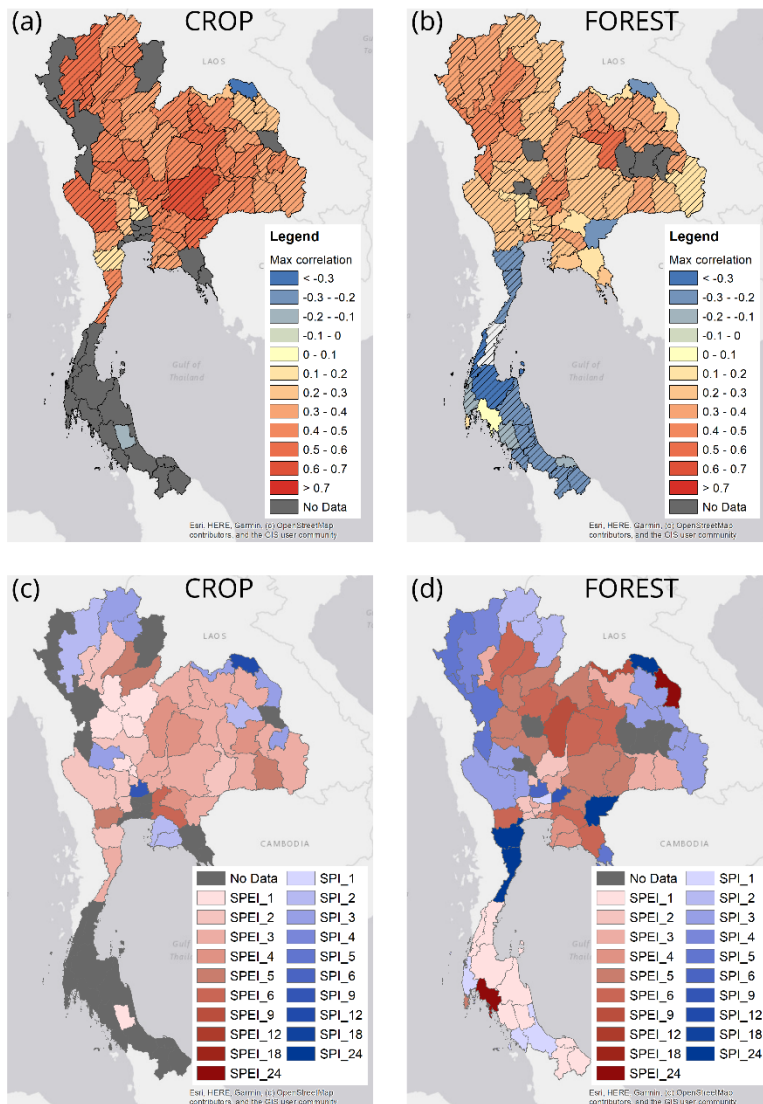 (a) CROP
LAOS
Gulf of
Thailand
Legend
Max correlation
< -0.3
-0.3 - -0.2
-0.2 - -0.1
-0.1 - 0
0 - 0.1
0.1 - 0.2
0.2 - 0.3
0.3 - 0.4
0.4 - 0.5
0.5 - 0.6
0.6 - 0.7
> 0.7
No Data
Esri, HERE, Garmin, (c) OpenStreetMap
contributors, and the GIS user community
(b) FOREST
LAOS
Gulf of
Thailand
Legend
Max correlation
< -0.3
-0.3 - -0.2
-0.2 - -0.1
-0.1 - 0
0 - 0.1
0.1 - 0.2
0.2 - 0.3
0.3 - 0.4
0.4 - 0.5
0.5 - 0.6
0.6 - 0.7
> 0.7
No Data
Esri, HERE, Garmin, (c) OpenStreetMap
contributors, and the GIS user community
(c) CROP
LAOS
CAMBODIA
Gulf of
No Data SPI_1
SPEI_1 SPI_2
SPEI_2 SPI_3
SPEI_3 SPI_4
SPEI_4 SPI_5
SPEI_5 SPI_6
SPEI_6 SPI_9
SPEI_9 SPI_12
SPEI_12 SPI_18
SPEI_18 SPI_24
SPEI_24
Esri, HERE, Garmin, (c) OpenStreetMap
contributors, and the GIS user community
(d) FOREST
LAOS
CAMBODIA
Gulf of
No Data SPI_1
SPEI_1 SPI_2
SPEI_2 SPI_3
SPEI_3 SPI_4
SPEI_4 SPI_5
SPEI_5 SPI_6
SPEI_6 SPI_9
SPEI_9 SPI_12
SPEI_12 SPI_18
SPEI_18 SPI_24
SPEI_24
Esri, HERE, Garmin, (c) OpenStreetMap
contributors, and the GIS user community